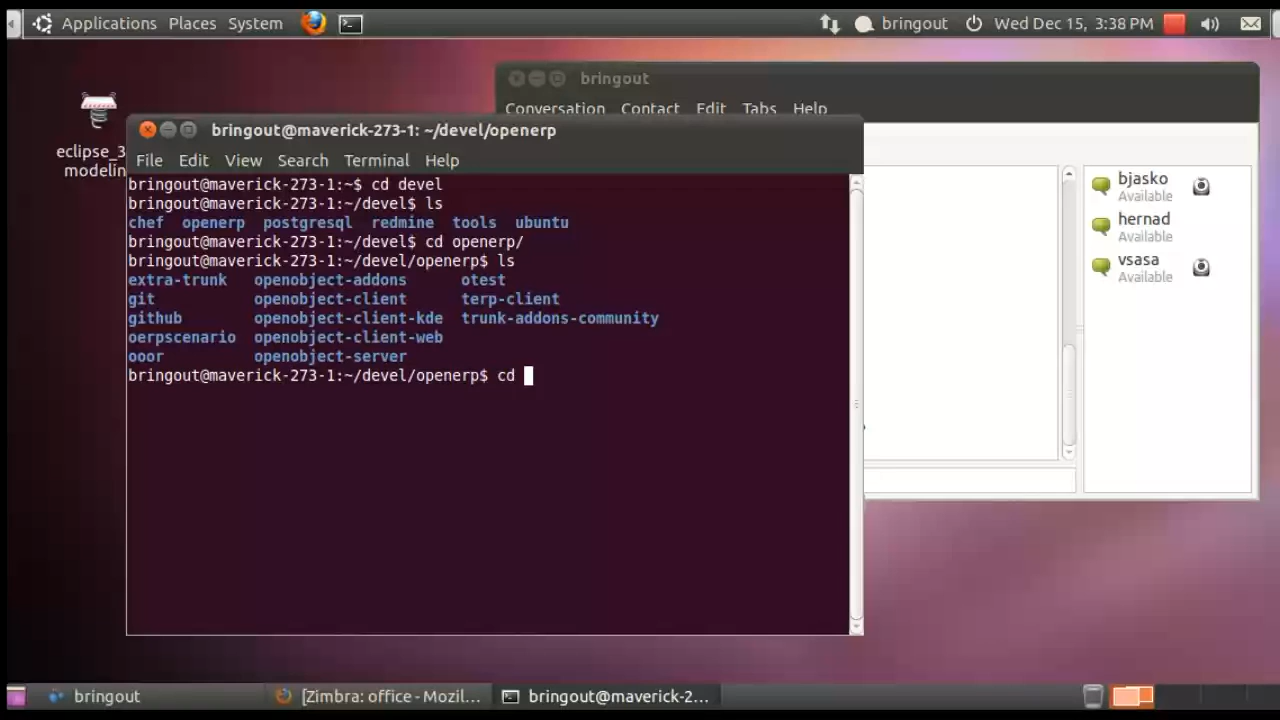 Applications Places System
bringout
Wed Dec 15, 3:38 PM
bringout
Conversation Contact Edit Tabs Help
eclipse_3
modelin
bringout@maverick-273-1: ~/devel/openerp
File Edit View Search Terminal Help
bringout@maverick-273-1:~$ cd devel
bringout@maverick-273-1:~/devel$ ls
chef openerp postgresql redmine tools ubuntu
bringout@maverick-273-1:~/devel$ cd openerp/
bringout@maverick-273-1:~/devel/openerp$ ls
extra-trunk openobject-addons otest
git openobject-client terp-client
github openobject-client-kde trunk-addons-community
oerpscenario openobject-client-web
ooor openobject-server
bringout@maverick-273-1:~/devel/openerp$ cd
bjasko
Available
hernad
Available
vsasa
Available
bringout
[Zimbra: office - Mozil...
bringout@maverick-2...